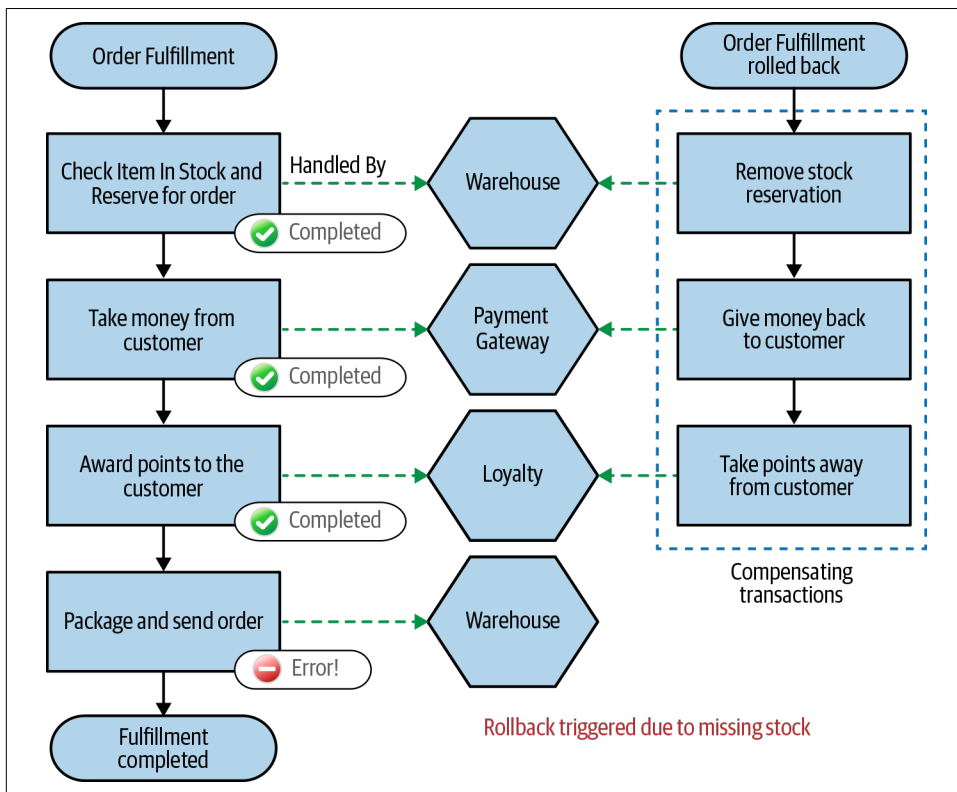 Order Fulfillment
Order Fulfillment
rolled back
Check Item In Stock and
Reserve for order
Handled By
Warehouse
Remove stock
reservation
Completed
Take money from
customer
Payment
Gateway
Give money back
to customer
Completed
Award points to the
customer
Loyalty
Take points away
from customer
Completed
Compensating
transactions
Package and send order
Warehouse
Error!
Fulfillment
completed
Rollback triggered due to missing stock